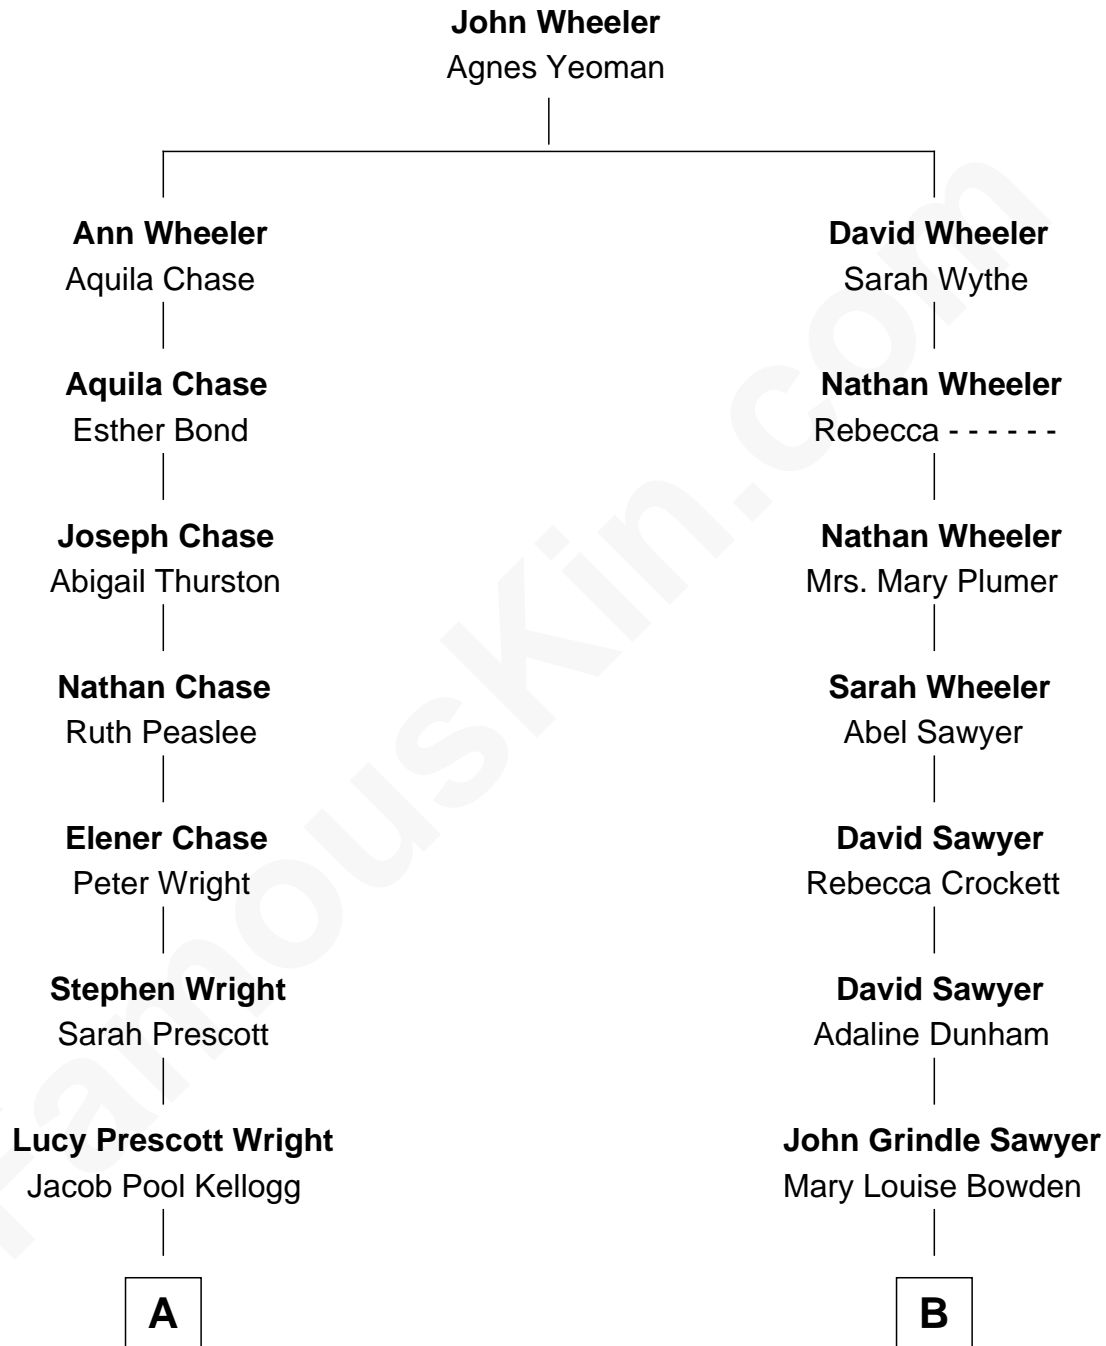 John Wheeler
Agnes Yeoman
Ann Wheeler
Aquila Chase
David Wheeler
Sarah Wythe
Aquila Chase
Esther Bond
Nathan Wheeler
Rebecca - - - - - -
Joseph Chase
Abigail Thurston
Nathan Wheeler
Mrs. Mary Plumer
Nathan Chase
Ruth Peaslee
Sarah Wheeler
Abel Sawyer
Elener Chase
Peter Wright
David Sawyer
Rebecca Crockett
Stephen Wright
Sarah Prescott
David Sawyer
Adaline Dunham
Lucy Prescott Wright
Jacob Pool Kellogg
John Grindle Sawyer
Mary Louise Bowden
A
B
FamousKin.com